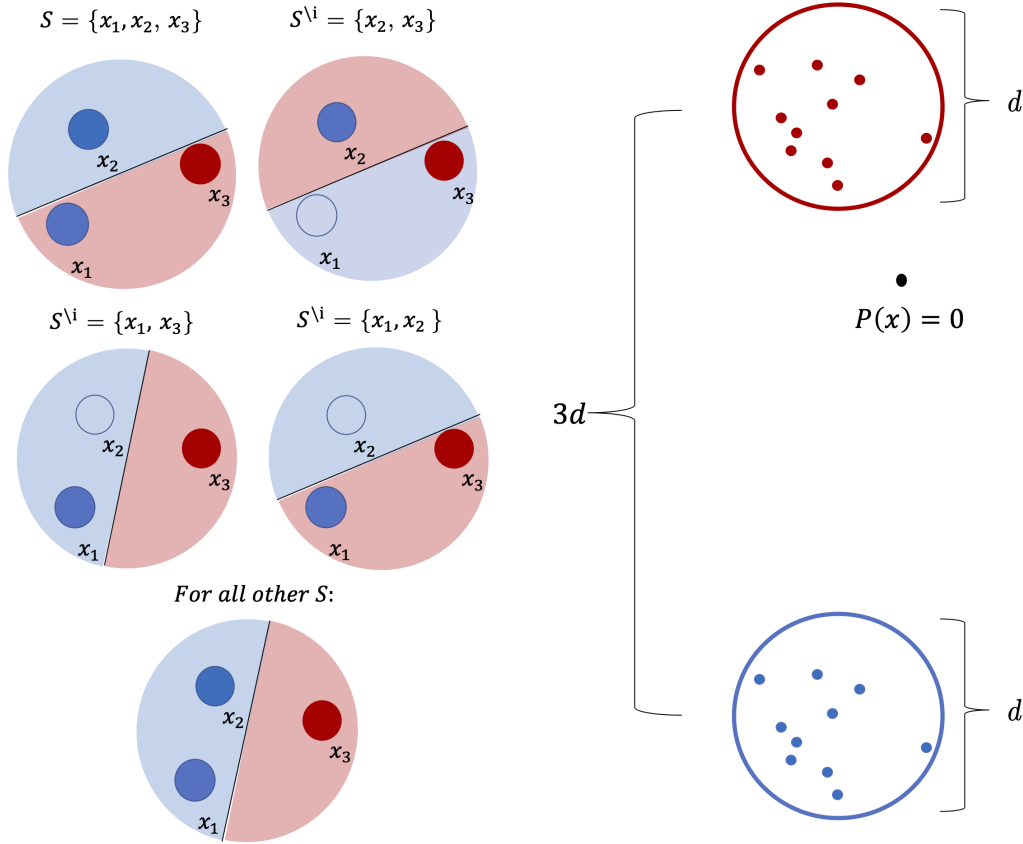 S = {x₁,x₂, x₃}
S^{\i} = {x₂, x₃}
x₂
x₃
x₁
x₂
x₃
x₁
S^{\i} = {x₁, x₃}
S^{\i} = {x₁,x₂ }
x₂
x₃
x₁
x₂
x₃
x₁
For all other S:
x₂
x₃
x₁
d
P(x) = 0
3d
d